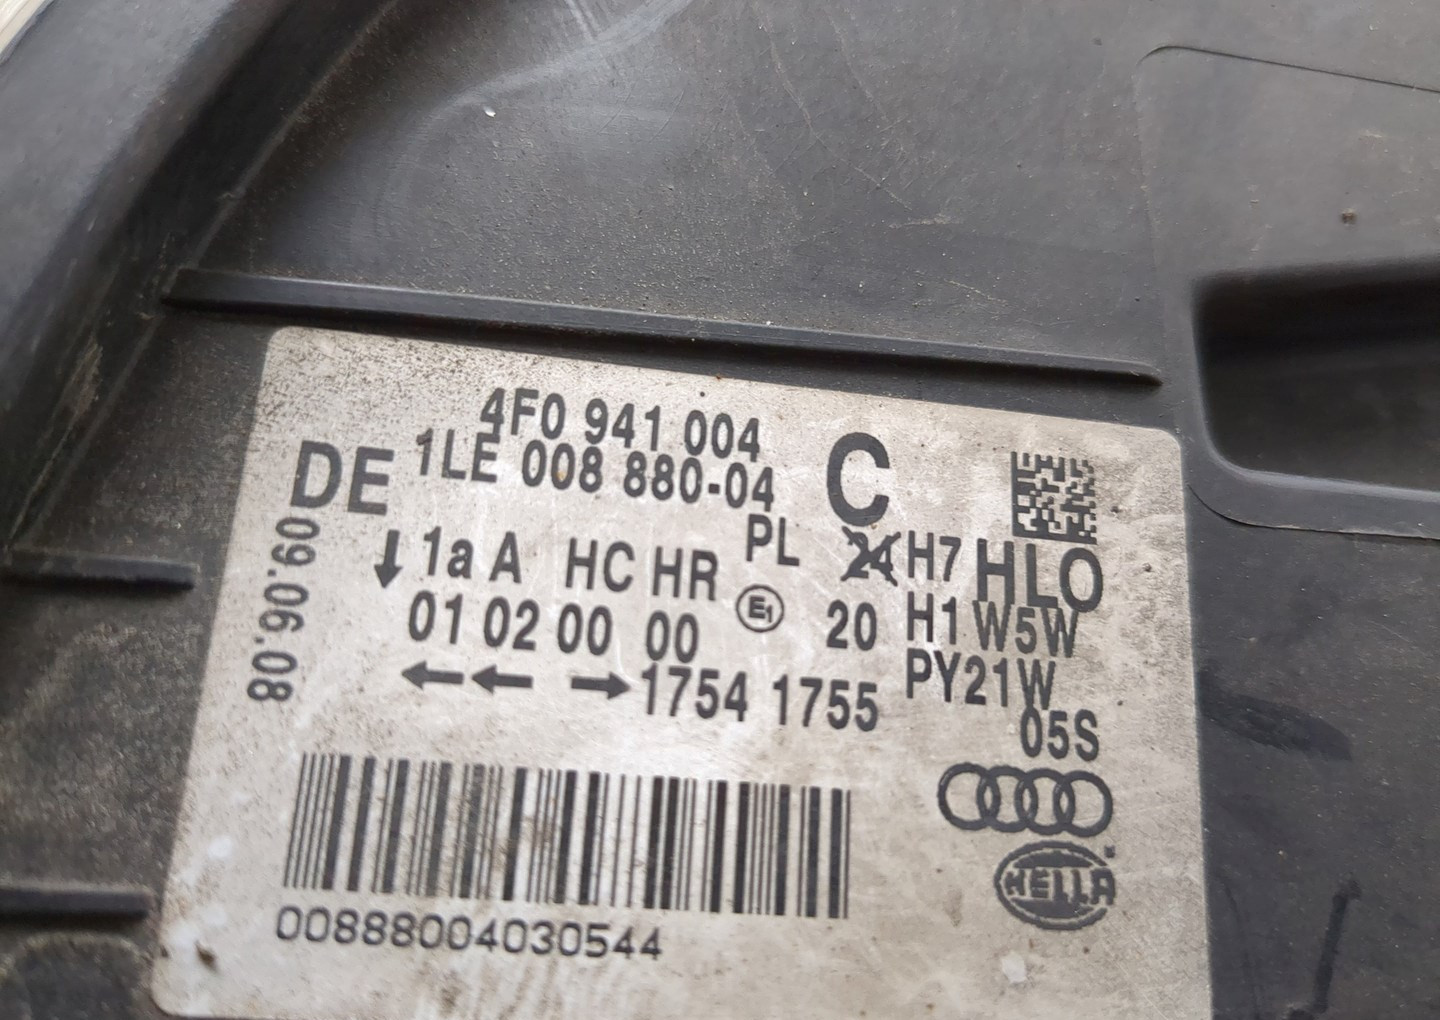 4F0 941 004
1LE 008 880-04
C
DE
09.06.08
1a A HC HR PL 24 H7 HLO
01 02 00 00 E1 20 H1 W5W
1754 1755 PY21W
05S
HELLA
00888004030544